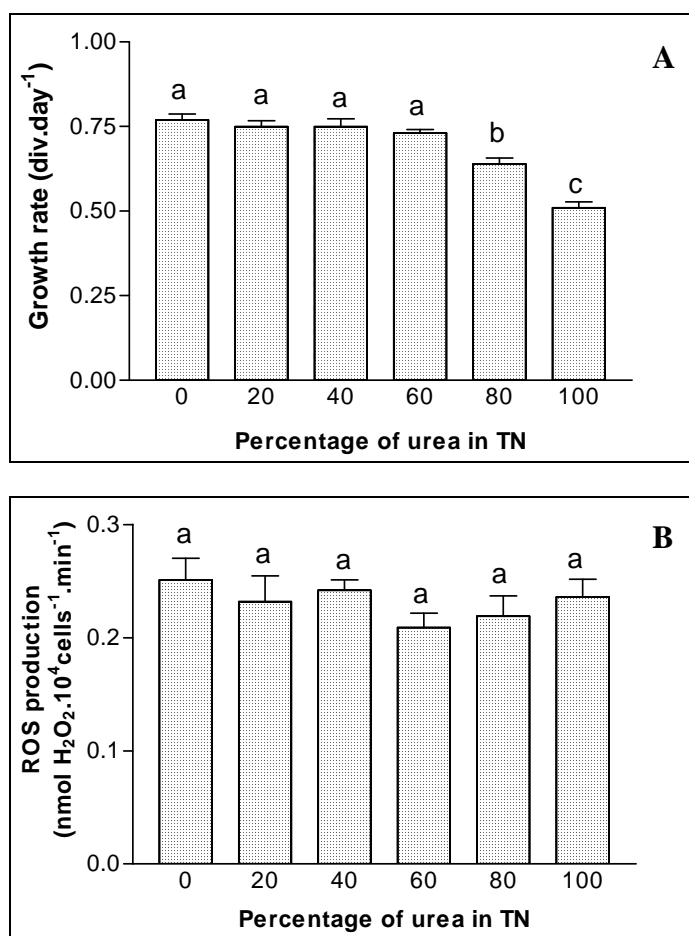 A
Growth rate (div.day⁻¹)
1.00
0.75
0.50
0.25
0.00
a a a a b c
0 20 40 60 80 100
Percentage of urea in TN
B
ROS production
(nmol H₂O₂.10⁴cells⁻¹.min⁻¹)
0.3
0.2
0.1
0.0
a a a a a a
0 20 40 60 80 100
Percentage of urea in TN